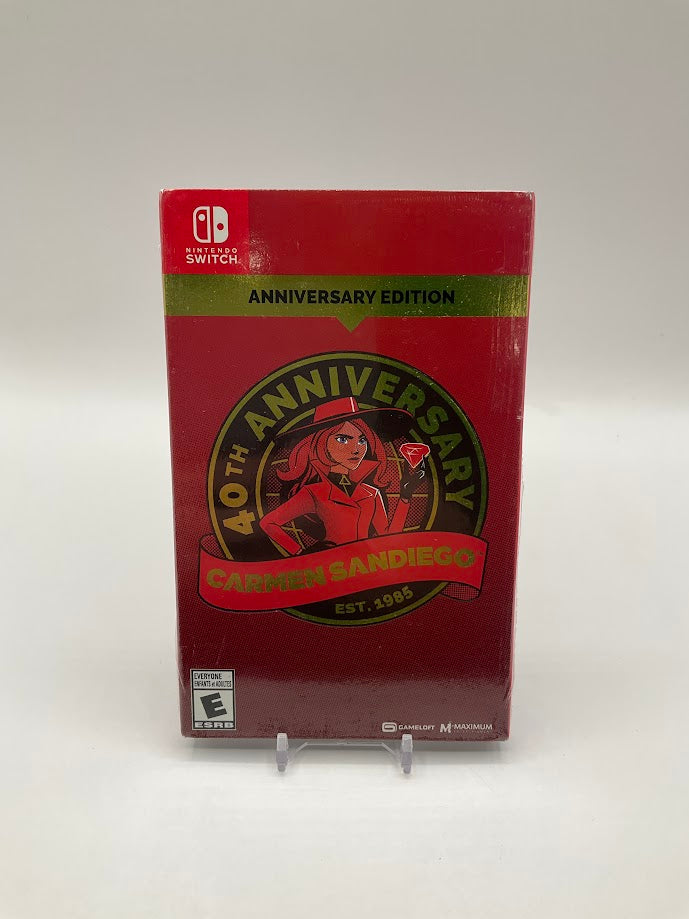 NINTENDO
SWITCH
ANNIVERSARY EDITION
40TH ANNIVERSARY
CARMEN SANDIEGO
EST. 1985
EVERYONE
ENFANTS et ADULTES
E
ESRB
GAMELOFT M MAXIMUM